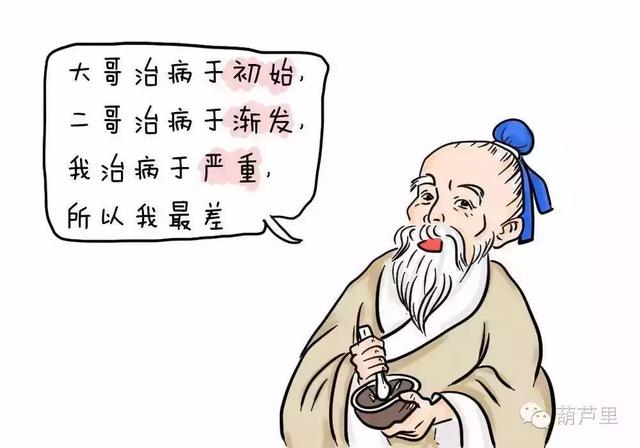 大哥治病于初始,
二哥治病于渐发,
我治病于严重,
所以我最差
葫芦里